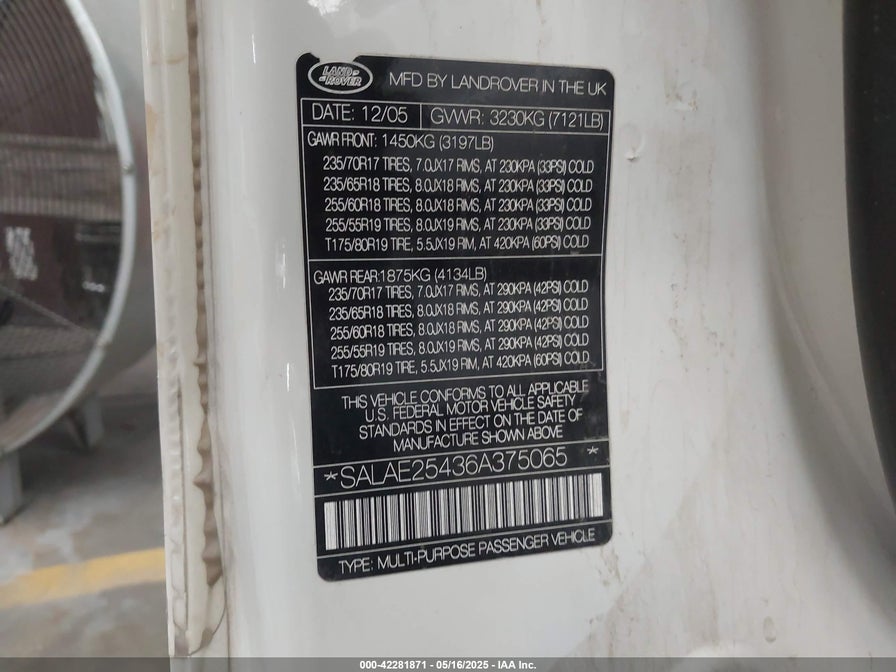 LAND ROVER
MFD BY LANDROVER IN THE UK
DATE: 12/05 GVWR: 3230KG (7121LB)
GAWR FRONT: 1450KG (3197LB)
235/70R17 TIRES, 7.0JX17 RIMS, AT 230KPA (33PSI) COLD
235/65R18 TIRES, 8.0JX18 RIMS, AT 230KPA (33PSI) COLD
255/60R18 TIRES, 8.0JX18 RIMS, AT 230KPA (33PSI) COLD
255/55R19 TIRES, 8.0JX19 RIMS, AT 230KPA (33PSI) COLD
T175/80R19 TIRE, 5.5JX19 RIM, AT 420KPA (60PSI) COLD
GAWR REAR:1875KG (4134LB)
235/70R17 TIRES, 7.0JX17 RIMS, AT 290KPA (42PSI) COLD
235/65R18 TIRES, 8.0JX18 RIMS, AT 290KPA (42PSI) COLD
255/60R18 TIRES, 8.0JX18 RIMS, AT 290KPA (42PSI) COLD
255/55R19 TIRES, 8.0JX19 RIMS, AT 290KPA (42PSI) COLD
T175/80R19 TIRE, 5.5JX19 RIM, AT 420KPA (60PSI) COLD
THIS VEHICLE CONFORMS TO ALL APPLICABLE
U.S. FEDERAL MOTOR VEHICLE SAFETY
STANDARDS IN EFFECT ON THE DATE OF
MANUFACTURE SHOWN ABOVE
*SALAE25436A375065 *
TYPE: MULTI-PURPOSE PASSENGER VEHICLE
000-42281871 - 05/16/2025 - IAA Inc.